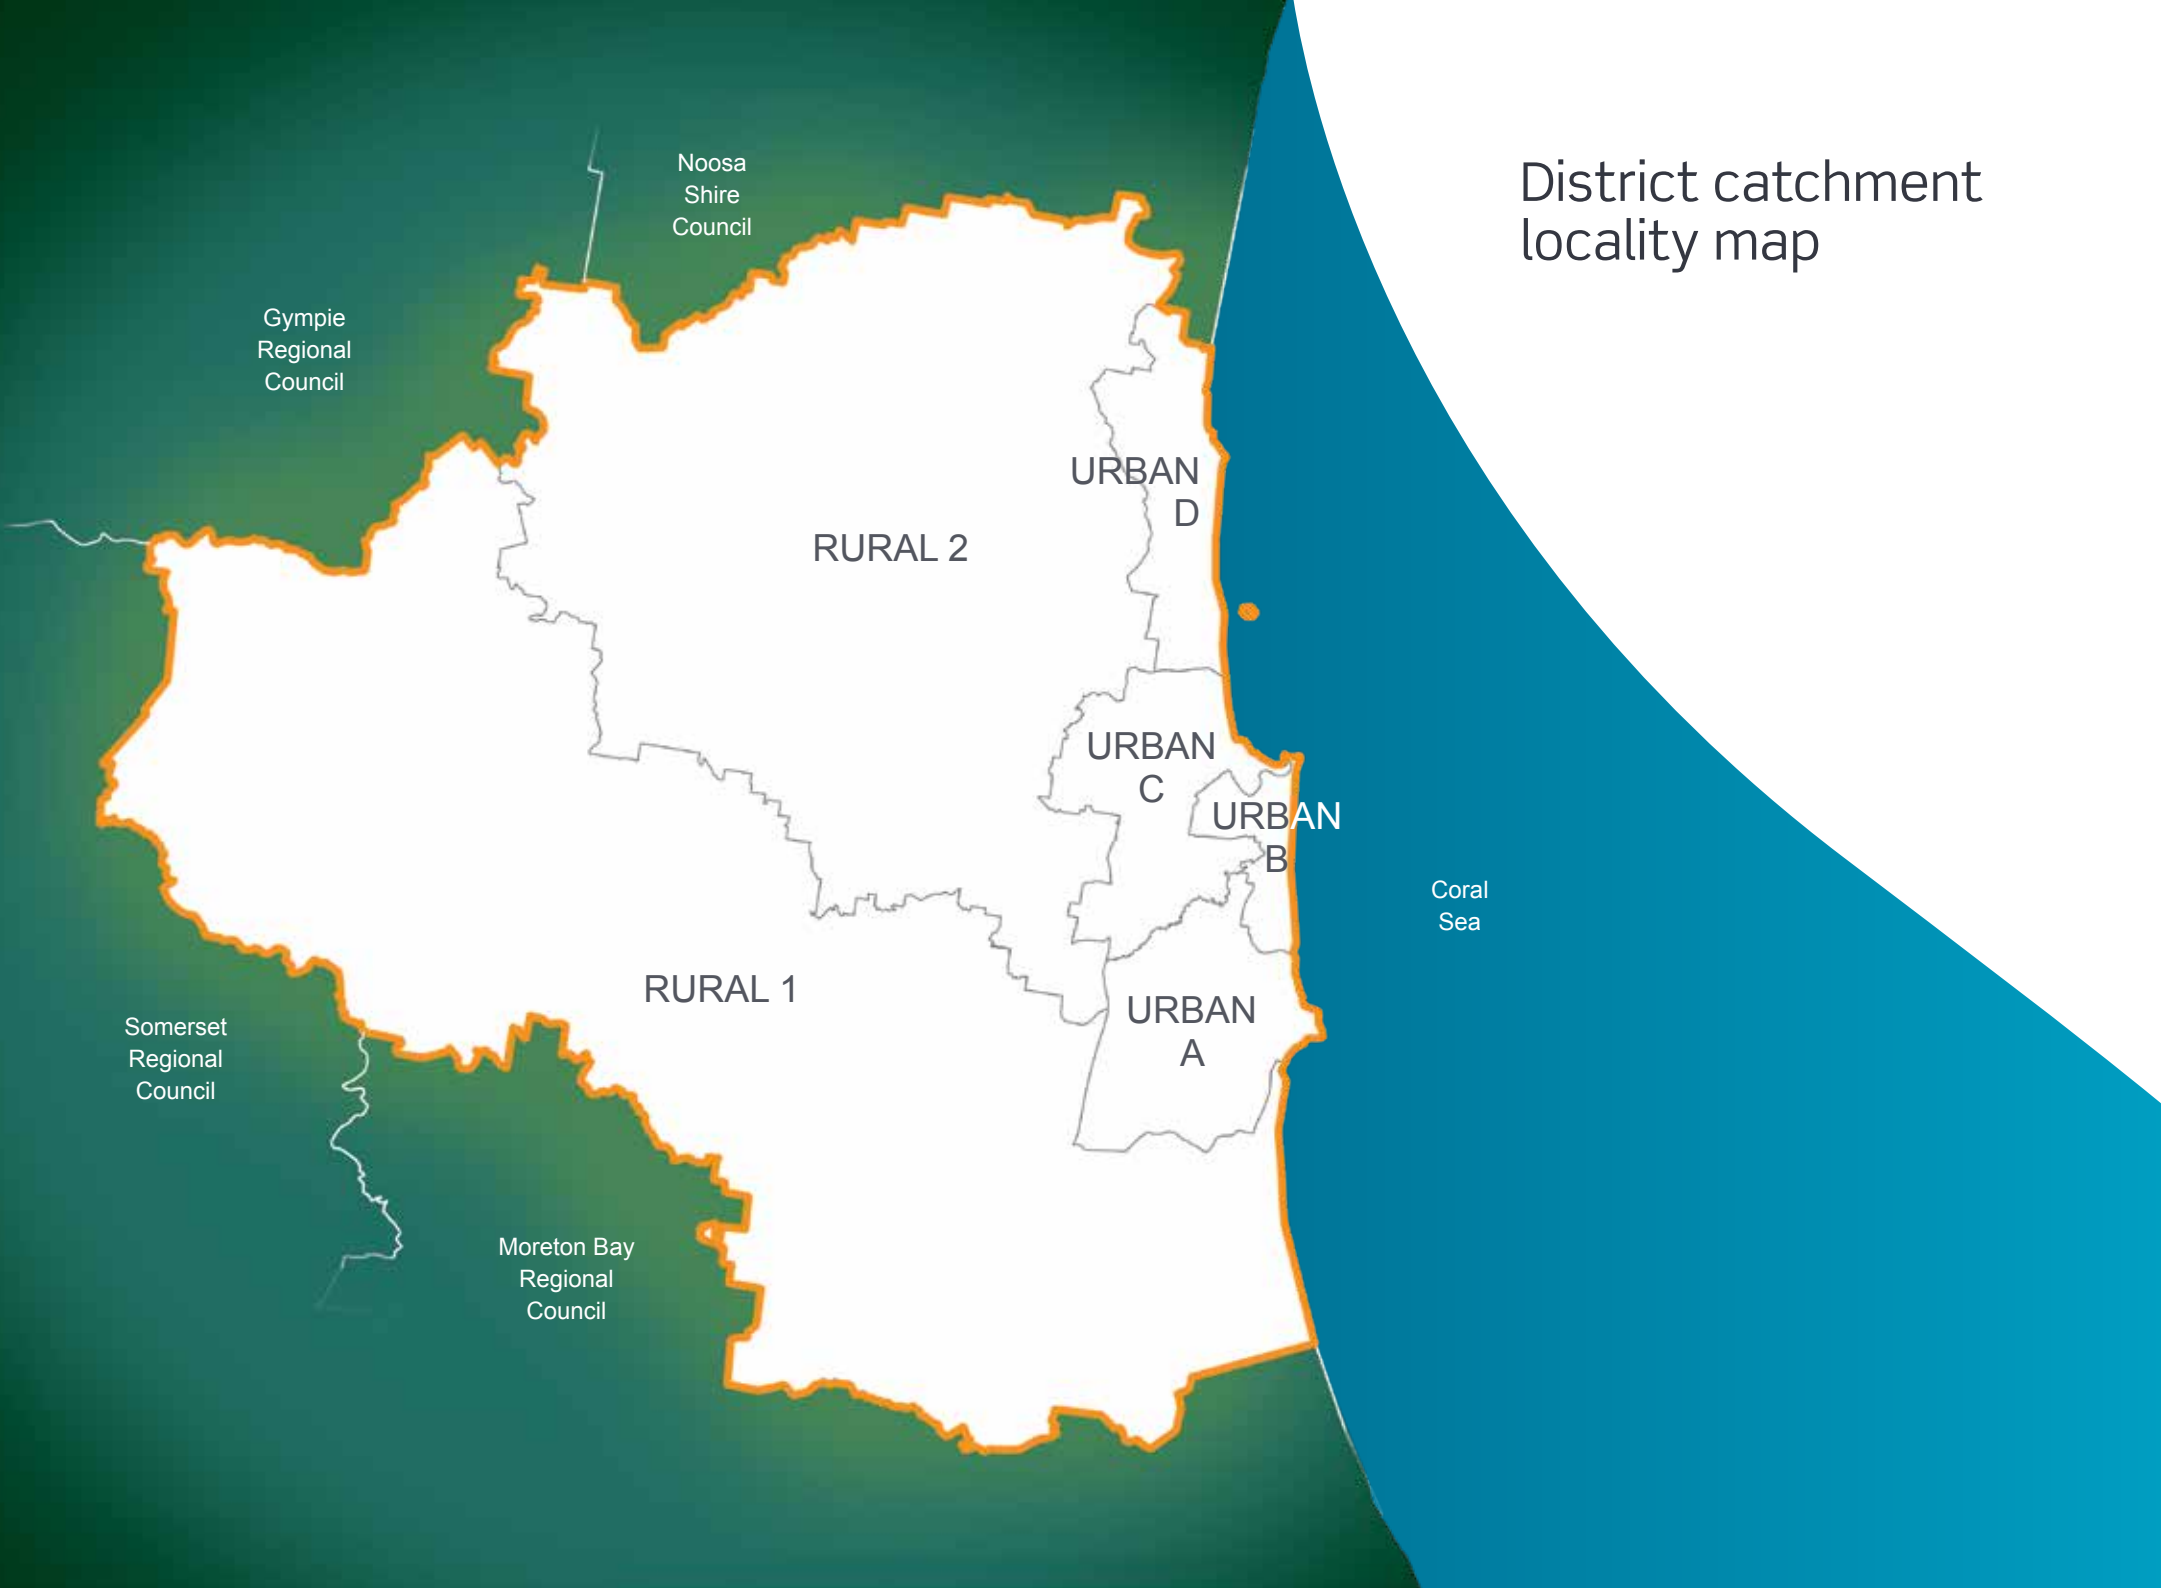 District catchment
locality map
Noosa
Shire
Council
Gympie
Regional
Council
URBAN
D
RURAL 2
URBAN
C
URBAN
B
Coral
Sea
RURAL 1
URBAN
A
Somerset
Regional
Council
Moreton Bay
Regional
Council